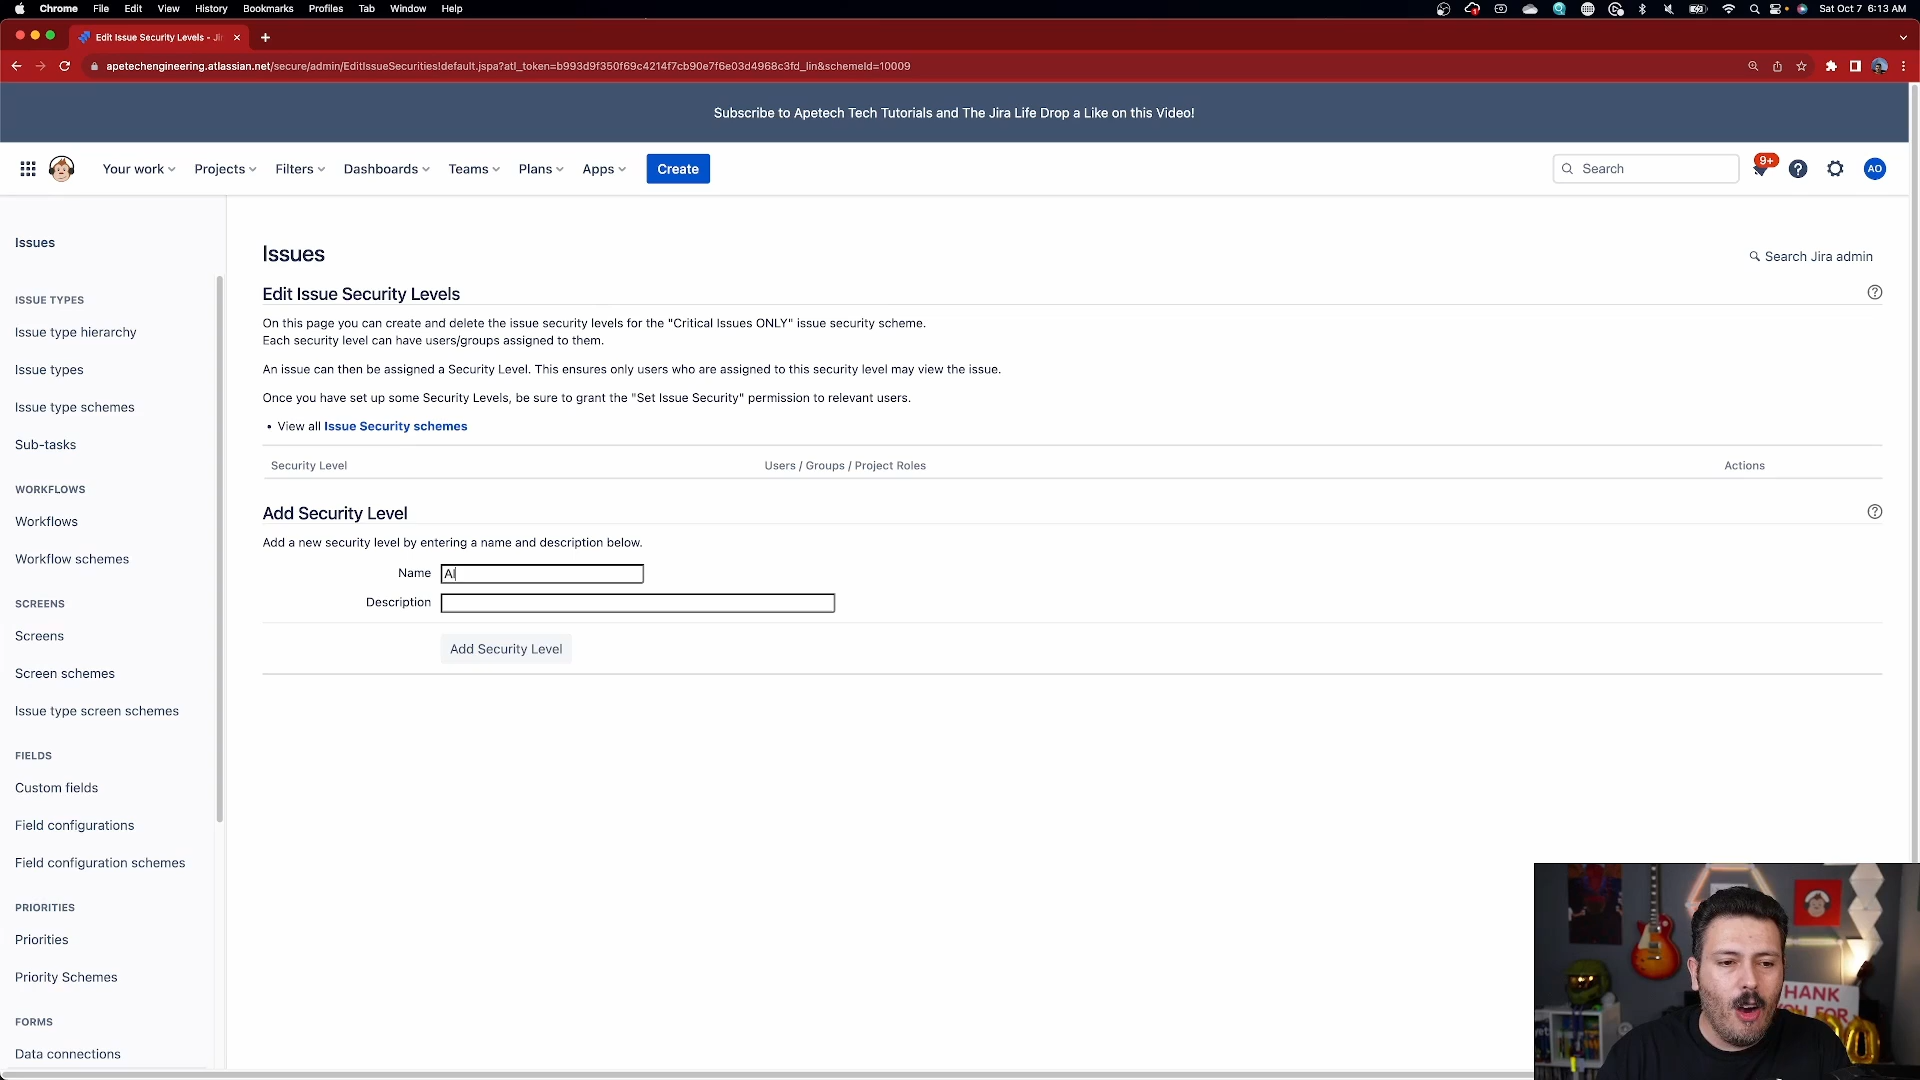 Chrome File Edit View History Bookmarks Profiles Tab Window Help
Sat Oct 7 6:13 AM
Edit Issue Security Levels - Ji
apetechengineering.atlassian.net/secure/admin/EditIssueSecurities!default.jspa?atl_token=b993d9f350f69c4214f7cb90e7f6e03d4968c3fd_lin&schemeId=10009
Subscribe to Apetech Tech Tutorials and The Jira Life Drop a Like on this Video!
Your work Projects Filters Dashboards Teams Plans Apps Create
Search
9+
AO
Issues
ISSUE TYPES
Issue type hierarchy
Issue types
Issue type schemes
Sub-tasks
WORKFLOWS
Workflows
Workflow schemes
SCREENS
Screens
Screen schemes
Issue type screen schemes
FIELDS
Custom fields
Field configurations
Field configuration schemes
PRIORITIES
Priorities
Priority Schemes
FORMS
Data connections
Issues
Search Jira admin
Edit Issue Security Levels
On this page you can create and delete the issue security levels for the "Critical Issues ONLY" issue security scheme.
Each security level can have users/groups assigned to them.
An issue can then be assigned a Security Level. This ensures only users who are assigned to this security level may view the issue.
Once you have set up some Security Levels, be sure to grant the "Set Issue Security" permission to relevant users.
• View all Issue Security schemes
Security Level Users / Groups / Project Roles Actions
Add Security Level
Add a new security level by entering a name and description below.
Name Al
Description
Add Security Level
THANK
YOU FOR